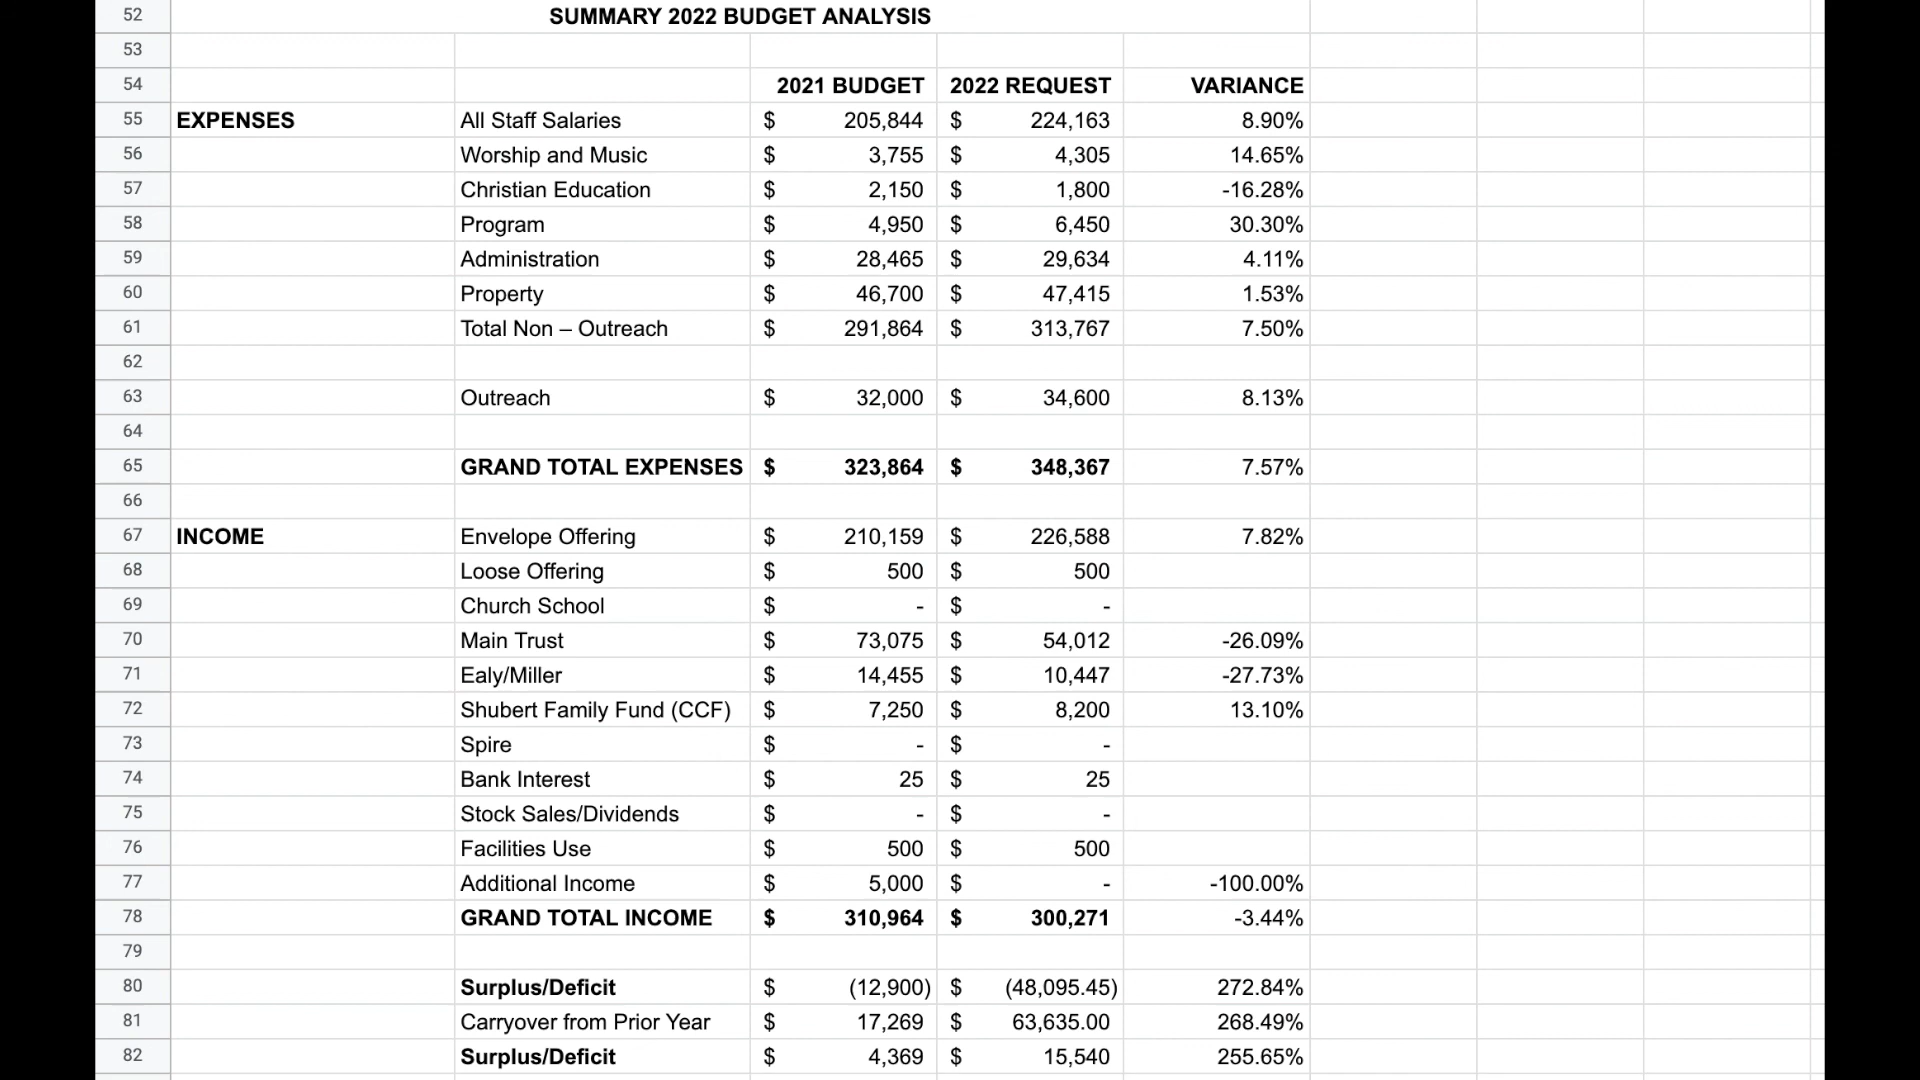 52 SUMMARY 2022 BUDGET ANALYSIS
53
54 2021 BUDGET 2022 REQUEST VARIANCE
55 EXPENSES All Staff Salaries $ 205,844 $ 224,163 8.90%
56 Worship and Music $ 3,755 $ 4,305 14.65%
57 Christian Education $ 2,150 $ 1,800 -16.28%
58 Program $ 4,950 $ 6,450 30.30%
59 Administration $ 28,465 $ 29,634 4.11%
60 Property $ 46,700 $ 47,415 1.53%
61 Total Non – Outreach $ 291,864 $ 313,767 7.50%
62
63 Outreach $ 32,000 $ 34,600 8.13%
64
65 GRAND TOTAL EXPENSES $ 323,864 $ 348,367 7.57%
66
67 INCOME Envelope Offering $ 210,159 $ 226,588 7.82%
68 Loose Offering $ 500 $ 500
69 Church School $ - $ -
70 Main Trust $ 73,075 $ 54,012 -26.09%
71 Ealy/Miller $ 14,455 $ 10,447 -27.73%
72 Shubert Family Fund (CCF) $ 7,250 $ 8,200 13.10%
73 Spire $ - $ -
74 Bank Interest $ 25 $ 25
75 Stock Sales/Dividends $ - $ -
76 Facilities Use $ 500 $ 500
77 Additional Income $ 5,000 $ - -100.00%
78 GRAND TOTAL INCOME $ 310,964 $ 300,271 -3.44%
79
80 Surplus/Deficit $ (12,900) $ (48,095.45) 272.84%
81 Carryover from Prior Year $ 17,269 $ 63,635.00 268.49%
82 Surplus/Deficit $ 4,369 $ 15,540 255.65%